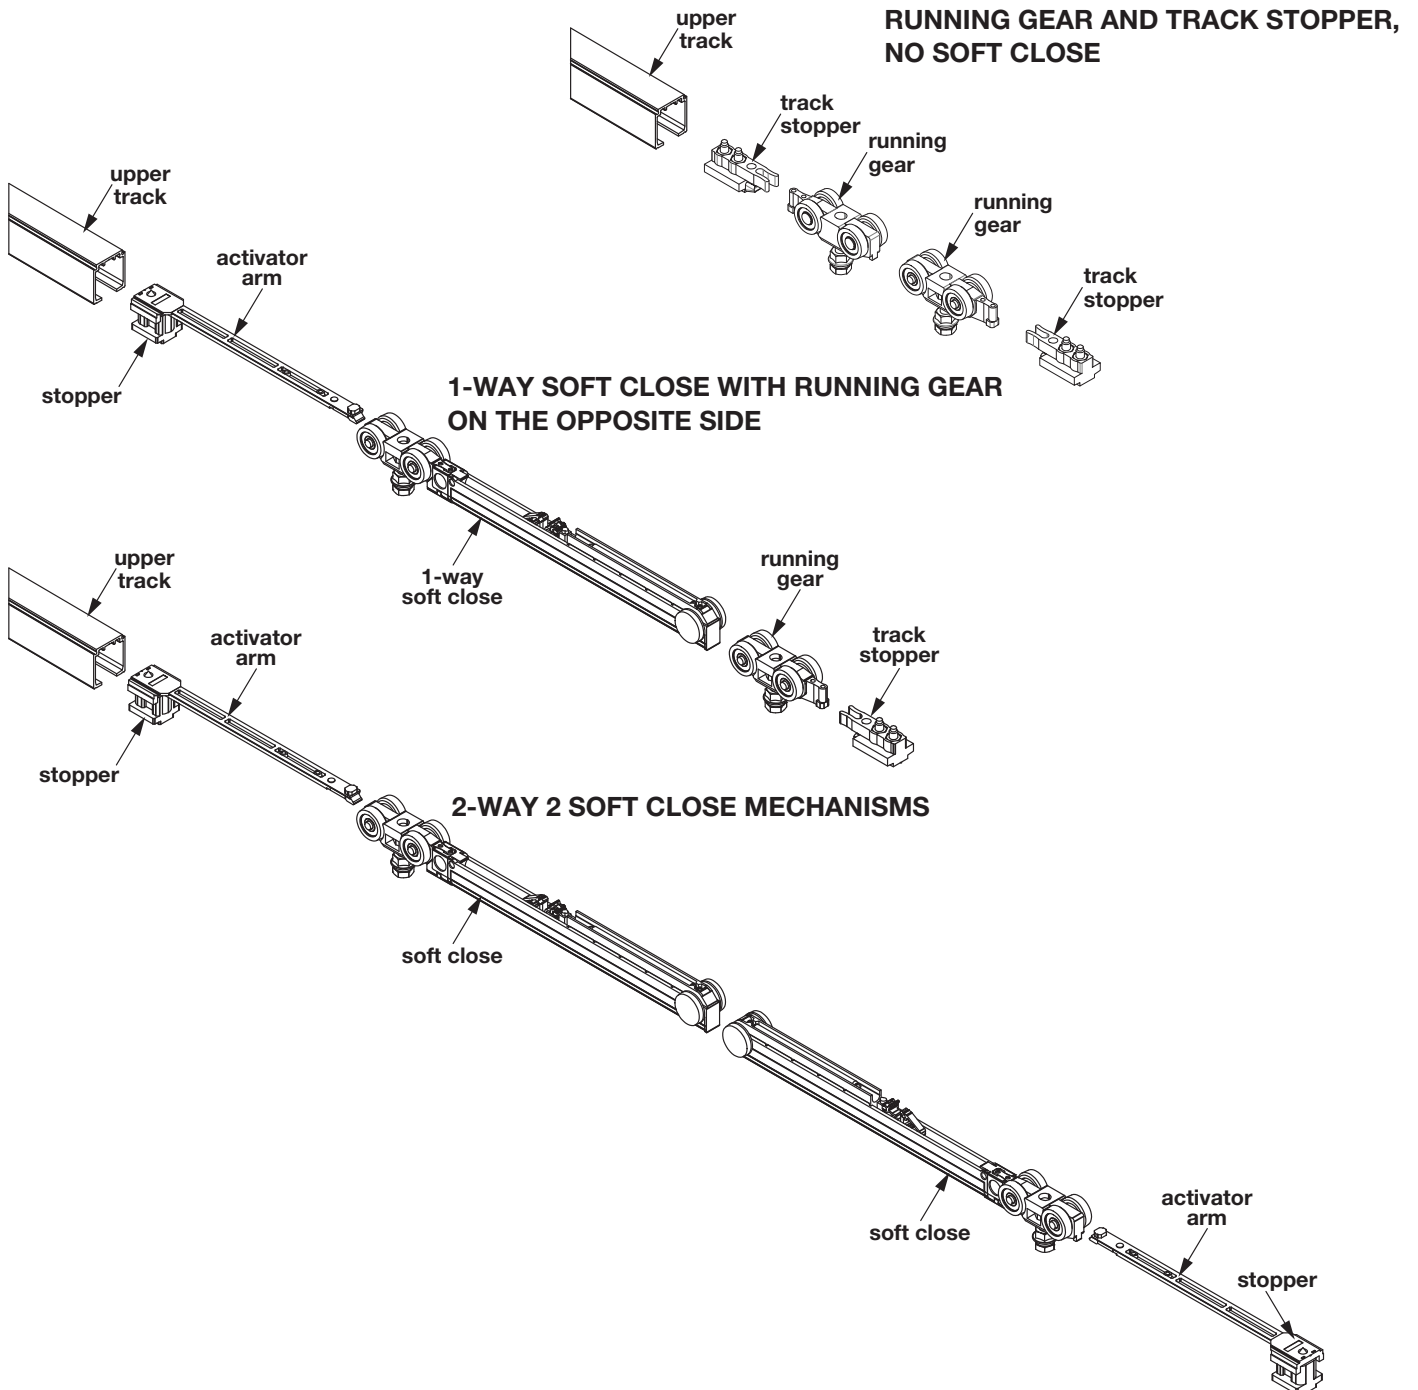 RUNNING GEAR AND TRACK STOPPER,
NO SOFT CLOSE
upper
track
track
stopper
running
gear
running
gear
track
stopper
upper
track
activator
arm
stopper
1-WAY SOFT CLOSE WITH RUNNING GEAR
ON THE OPPOSITE SIDE
1-way
soft close
running
gear
track
stopper
upper
track
activator
arm
stopper
2-WAY 2 SOFT CLOSE MECHANISMS
soft close
soft close
activator
arm
stopper